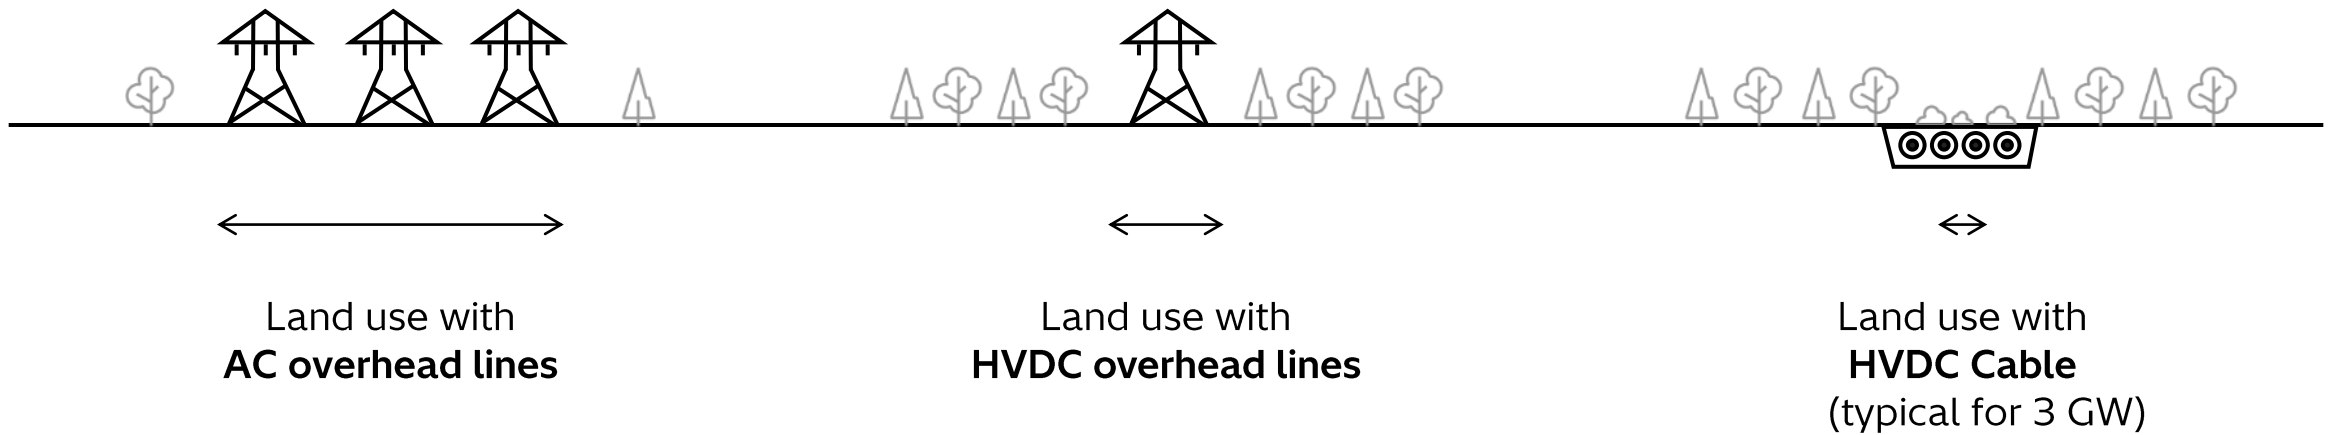 Land use with
AC overhead lines
Land use with
HVDC overhead lines
Land use with
HVDC Cable
(typical for 3 GW)